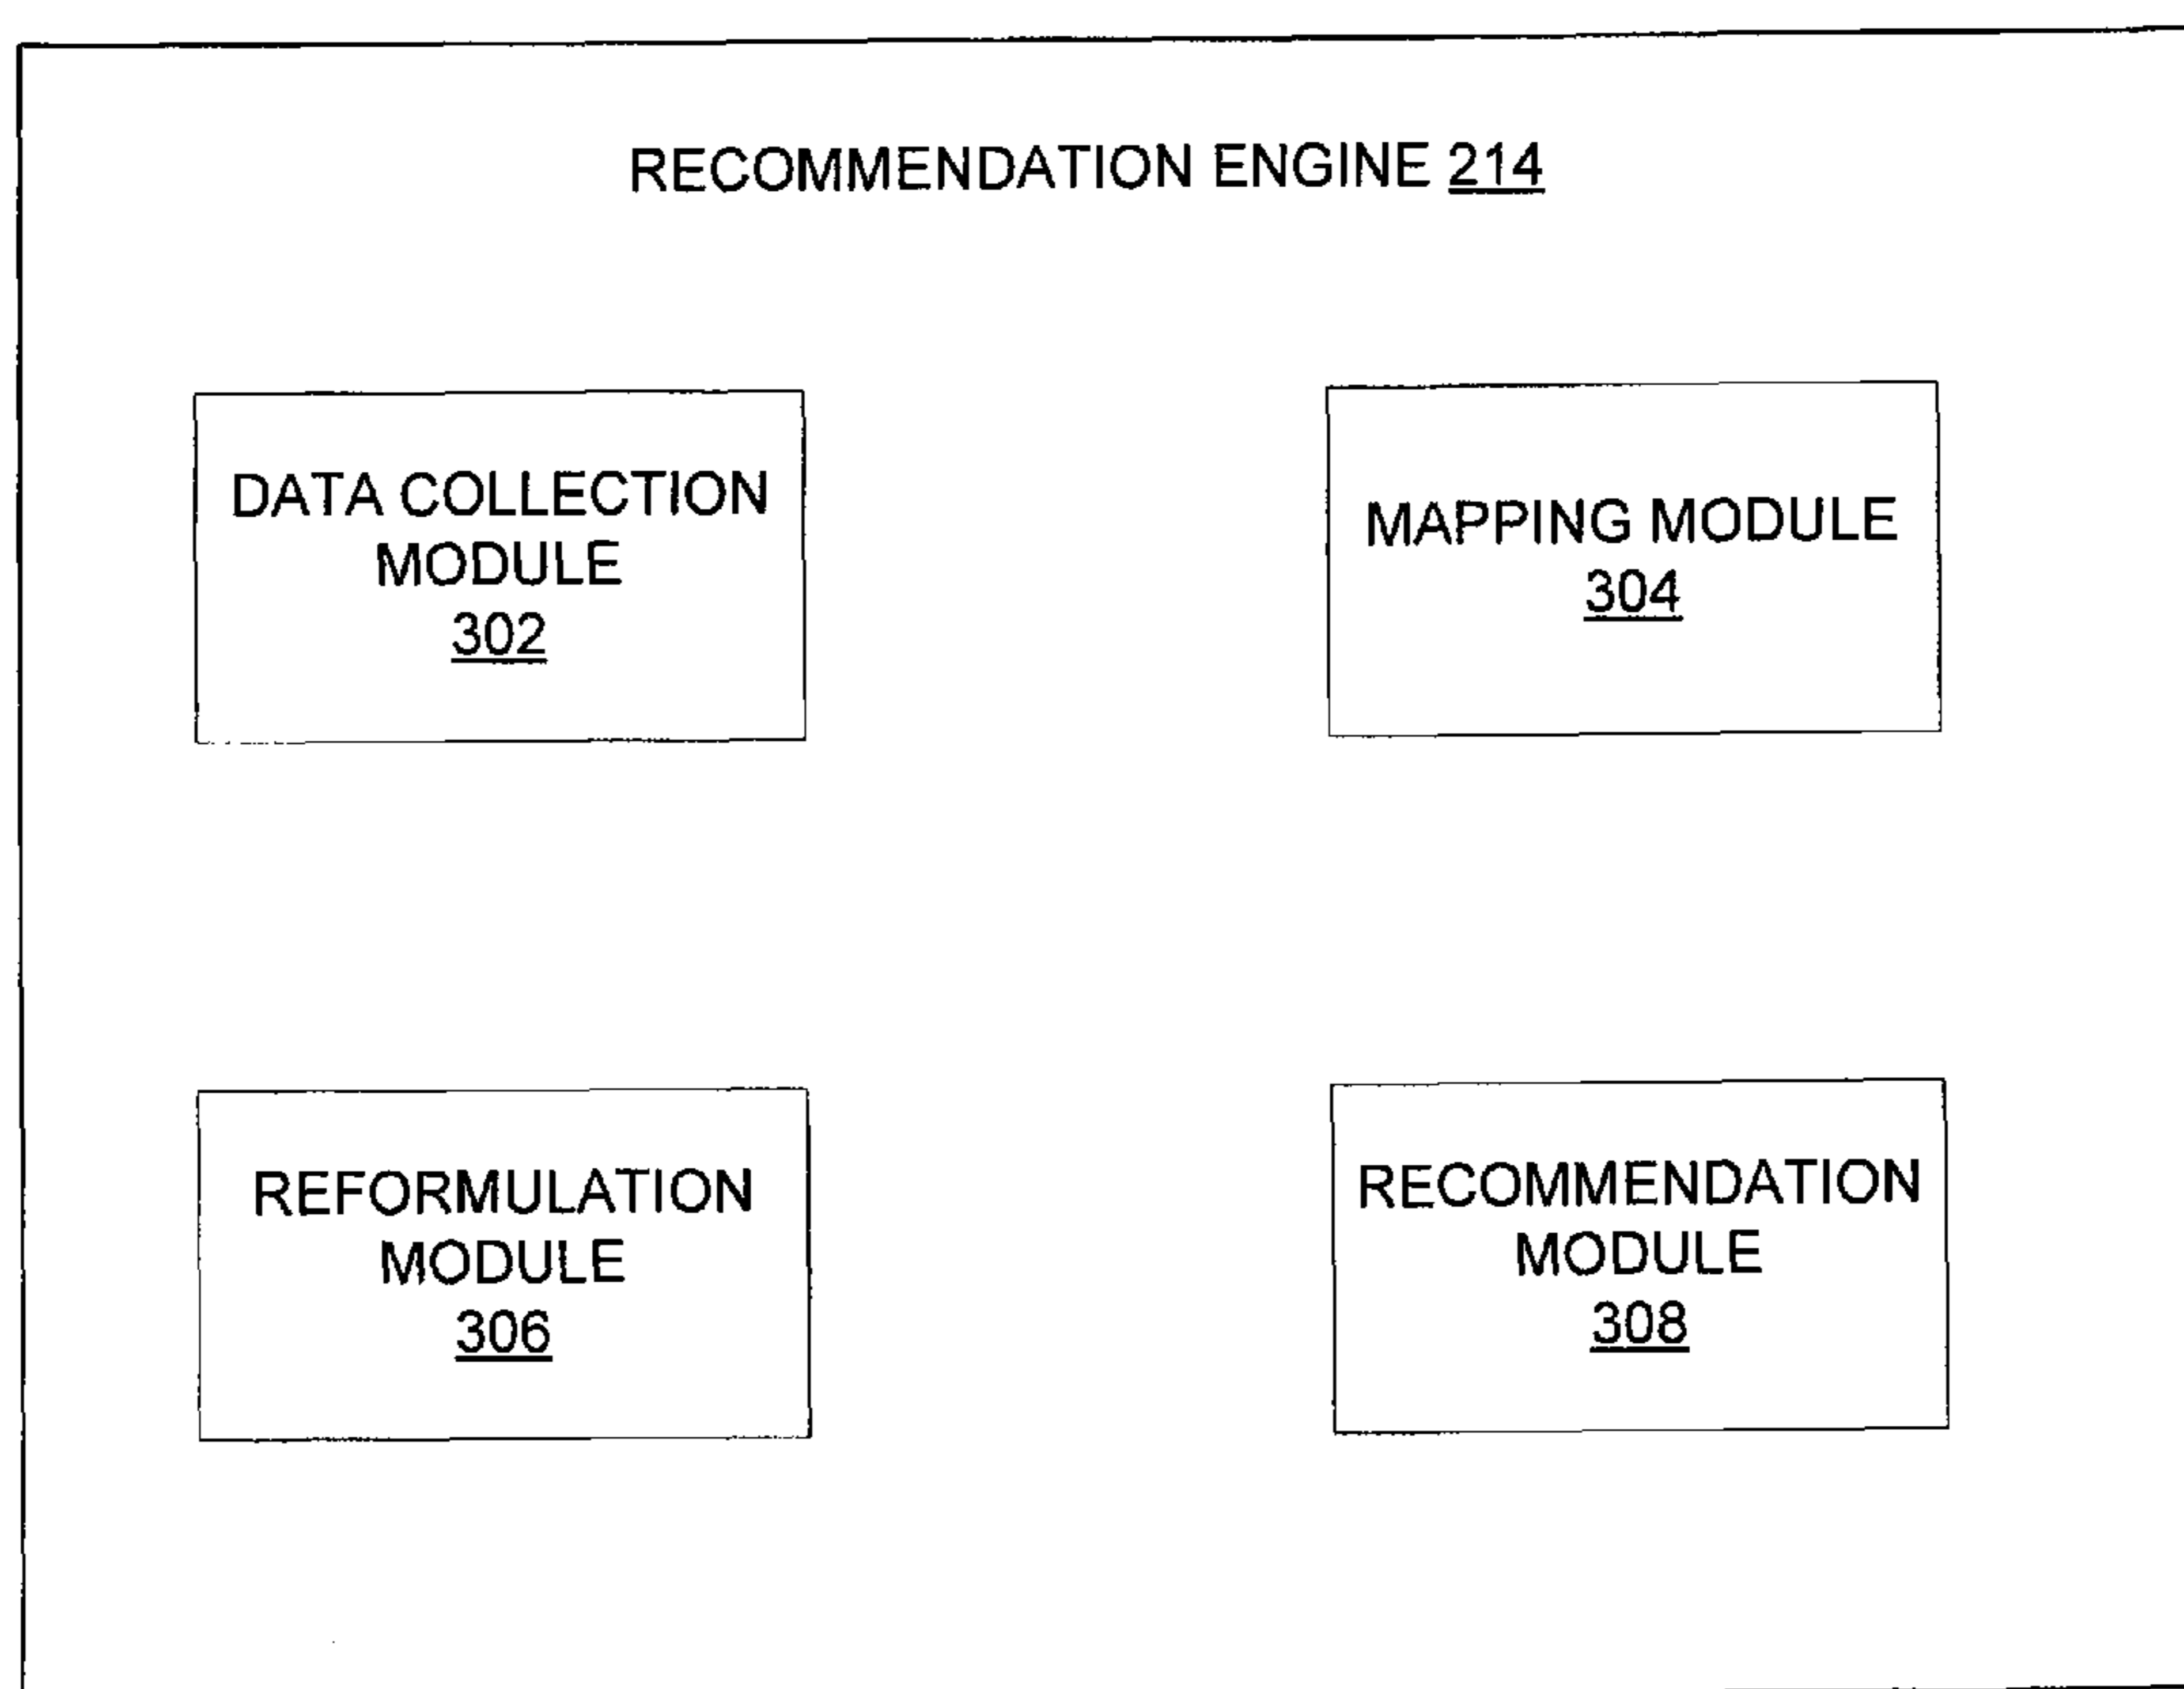 RECOMMENDATION ENGINE 214
DATA COLLECTION
MODULE
302
MAPPING MODULE
304
REFORMULATION
MODULE
306
RECOMMENDATION
MODULE
308